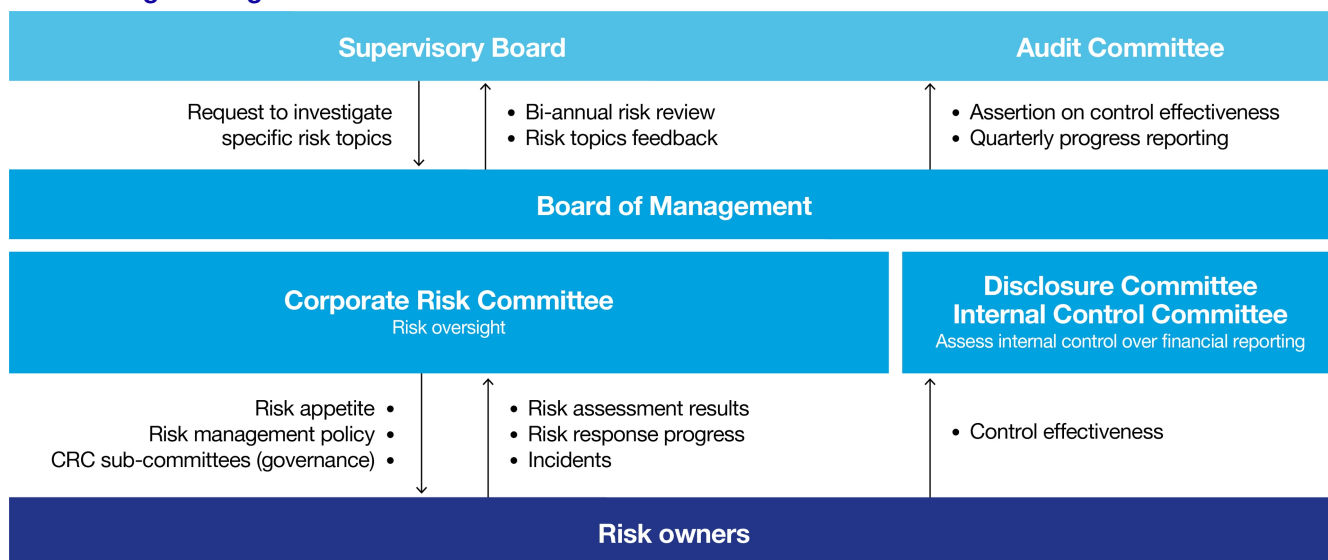 Supervisory Board
Audit Committee
Request to investigate
specific risk topics
• Bi-annual risk review
• Risk topics feedback
• Assertion on control effectiveness
• Quarterly progress reporting
Board of Management
Corporate Risk Committee
Risk oversight
Disclosure Committee
Internal Control Committee
Assess internal control over financial reporting
Risk appetite •
Risk management policy •
CRC sub-committees (governance) •
• Risk assessment results
• Risk response progress
• Incidents
• Control effectiveness
Risk owners